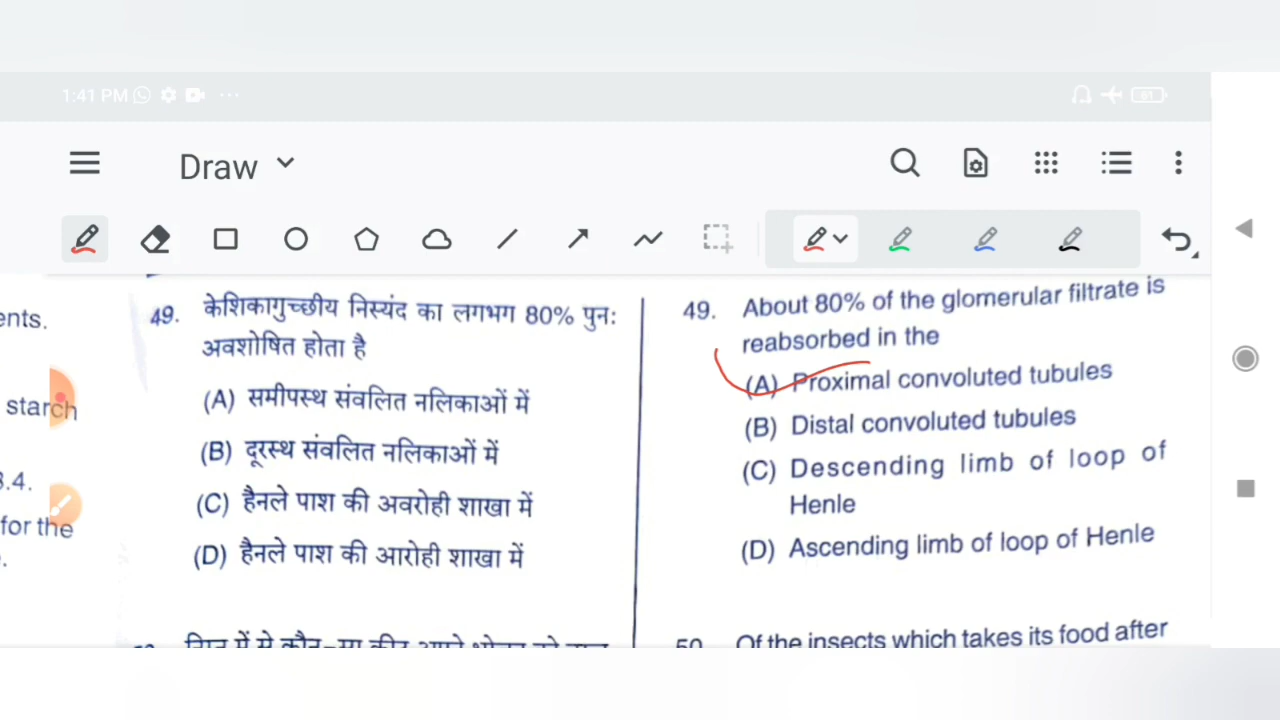 1:41 PM
81
Draw
ents.
starch
3.4.
for the
e.
49. केशिकागुच्छीय निस्यंद का लगभग 80% पुन:
अवशोषित होता है
(A) समीपस्थ संवलित नलिकाओं में
(B) दूरस्थ संवलित नलिकाओं में
(C) हैनले पाश की अवरोही शाखा में
(D) हैनले पाश की आरोही शाखा में
49. About 80% of the glomerular filtrate is
reabsorbed in the
(A) Proximal convoluted tubules
(B) Distal convoluted tubules
(C) Descending limb of loop of
Henle
(D) Ascending limb of loop of Henle
50. Of the insects which takes its food after